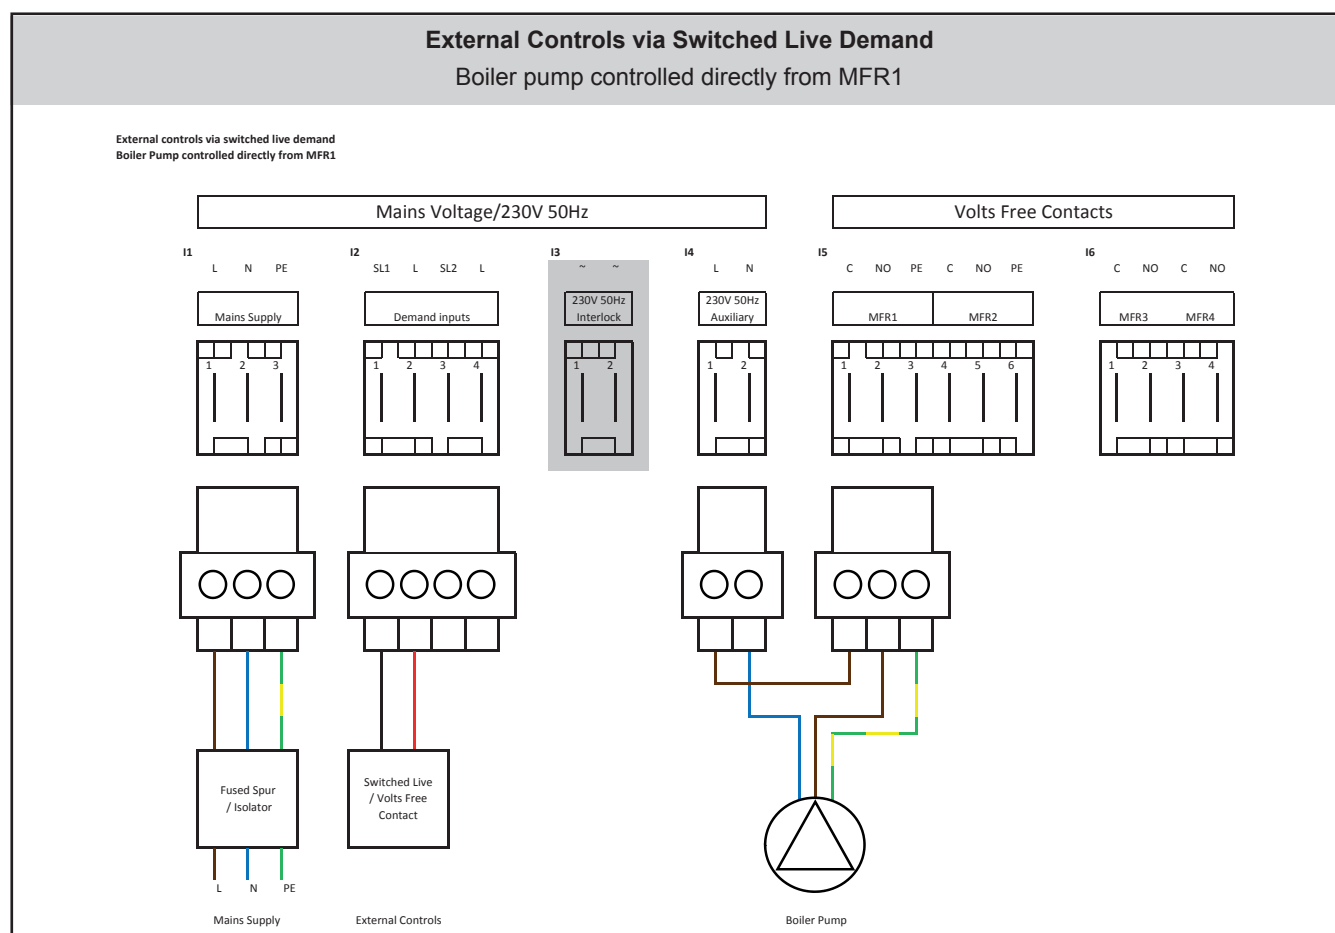 External Controls via Switched Live Demand
Boiler pump controlled directly from MFR1
External controls via switched live demand
Boiler Pump controlled directly from MFR1
Mains Voltage/230V 50Hz
Volts Free Contacts
I1
I2
I3
I4
I5
I6
L N PE
SL1 L SL2 L
~ ~
L N
C NO PE C NO PE
C NO C NO
Mains Supply
Demand inputs
230V 50Hz
Interlock
230V 50Hz
Auxiliary
MFR1 MFR2
MFR3 MFR4
1 2 3
1 2 3 4
1 2
1 2
1 2 3 4 5 6
1 2 3 4
Fused Spur
/ Isolator
Switched Live
/ Volts Free
Contact
L N PE
Mains Supply
External Controls
Boiler Pump